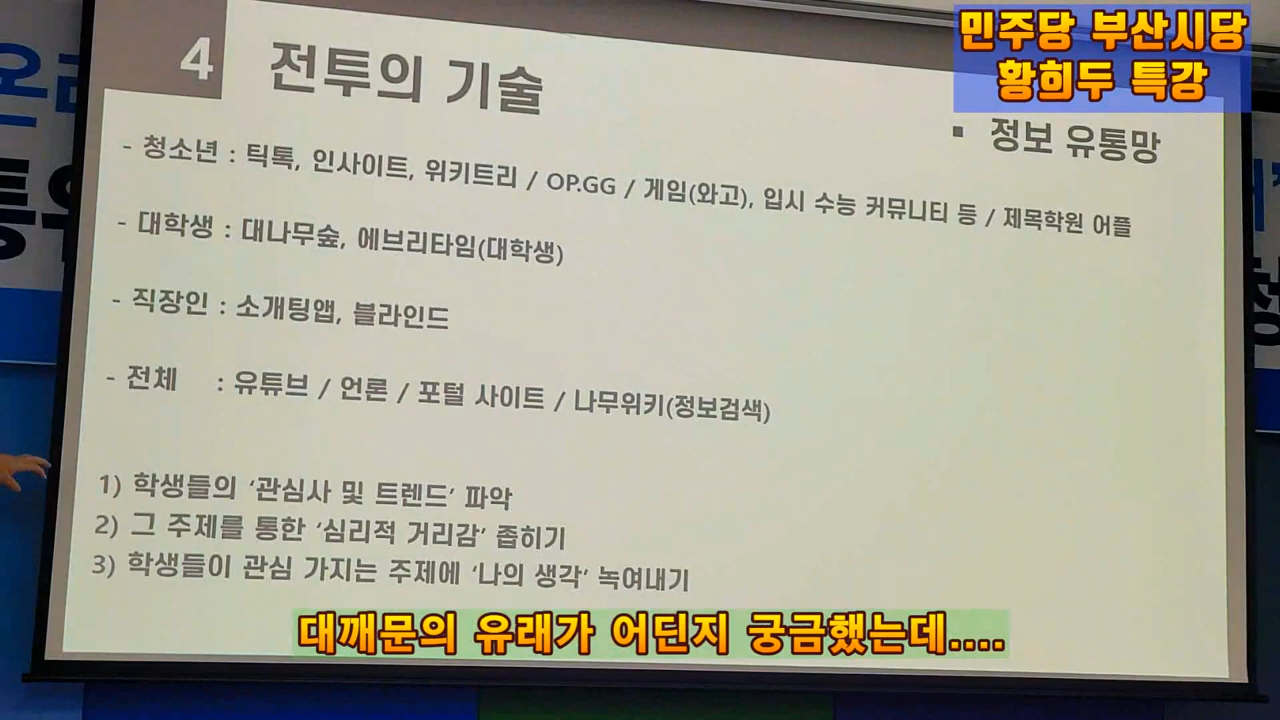 민주당 부산시당
황희두 특강
4 전투의 기술
▪ 정보 유통망
- 청소년 : 틱톡, 인사이트, 위키트리 / OP.GG / 게임(와고), 입시 수능 커뮤니티 등 / 제목학원 어플
- 대학생 : 대나무숲, 에브리타임(대학생)
- 직장인 : 소개팅앱, 블라인드
- 전체 : 유튜브 / 언론 / 포털 사이트 / 나무위키(정보검색)
1) 학생들의 ‘관심사 및 트렌드’ 파악
2) 그 주제를 통한 ‘심리적 거리감’ 좁히기
3) 학생들이 관심 가지는 주제에 ‘나의 생각’ 녹여내기
대깨문의 유래가 어딘지 궁금했는데....